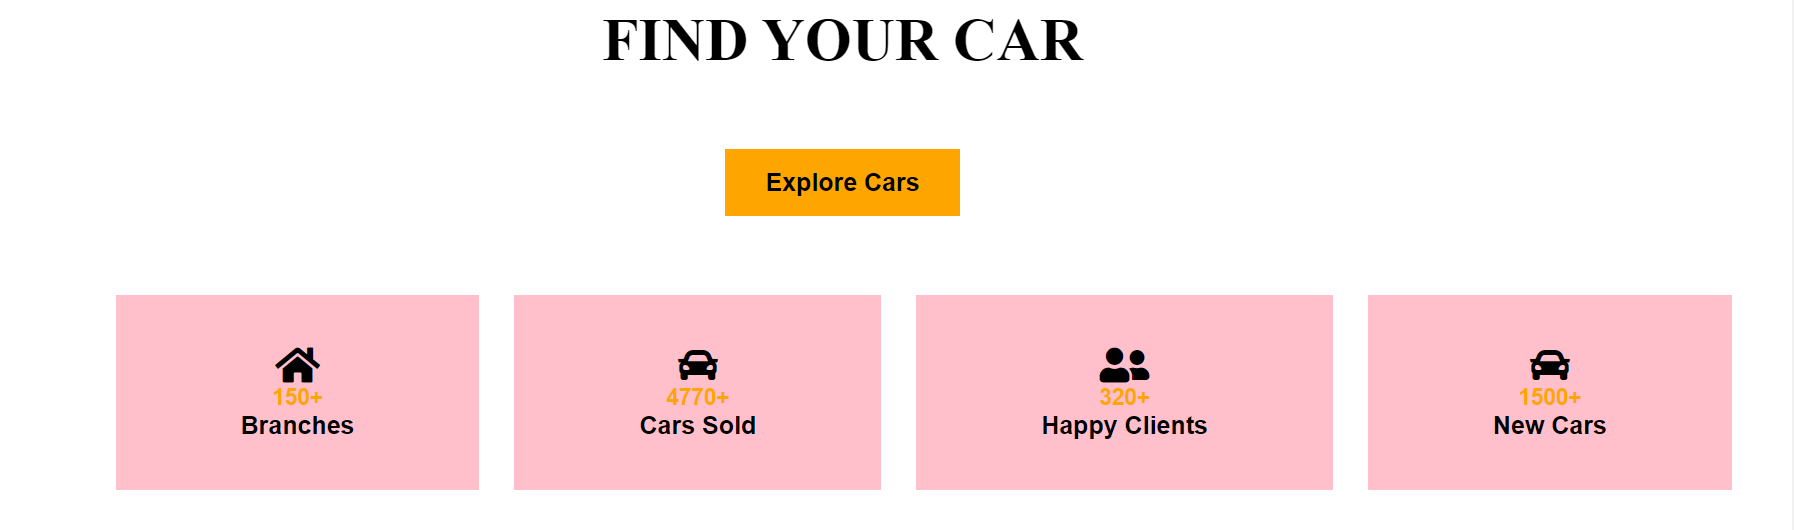 FIND YOUR CAR
Explore Cars
150+
Branches
4770+
Cars Sold
320+
Happy Clients
1500+
New Cars